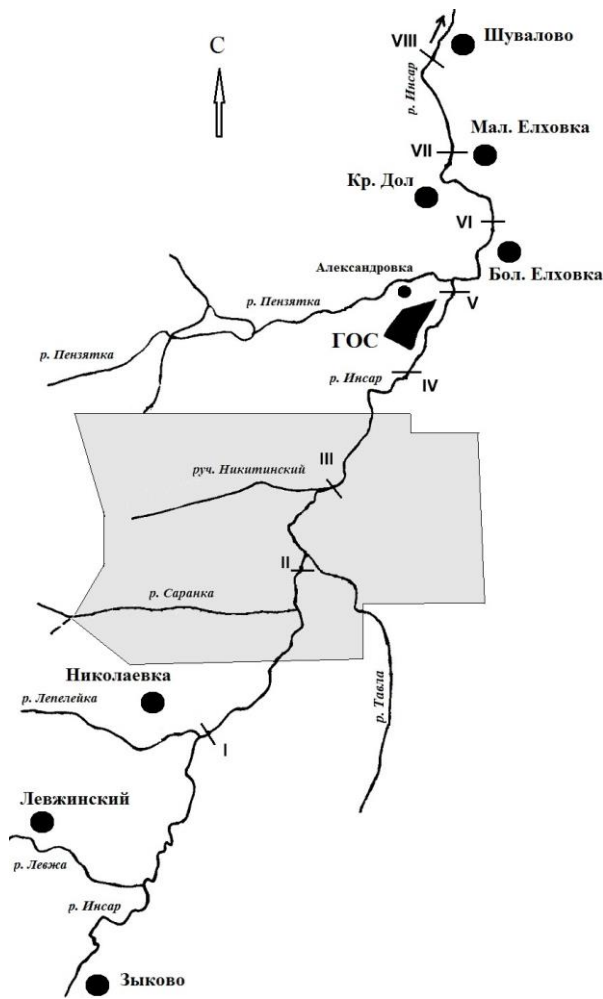 VIII
Шувалово
С
р. Инсар
VII
Мал. Елховка
Кр. Дол
VI
Бол. Елховка
Александровка
р. Пензятка
V
ГОС
р. Пензятка
р. Инсар
IV
III
руч. Никитинский
II
р. Саранка
Николаевка
р. Лепелейка
р. Тавла
I
Левжинский
р. Левжа
р. Инсар
Зыково